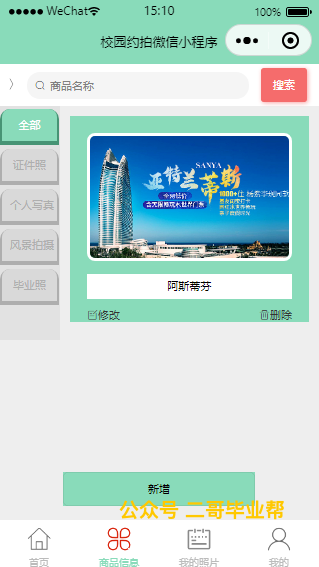 WeChat 15:10 100%
校园约拍微信小程序
商品名称 搜索
全部
证件照
个人写真
风景拍摄
毕业照
SANYA
亚特兰蒂斯
阿斯蒂芬
修改 删除
新增
公众号 二哥毕业帮
首页 商品信息 我的照片 我的